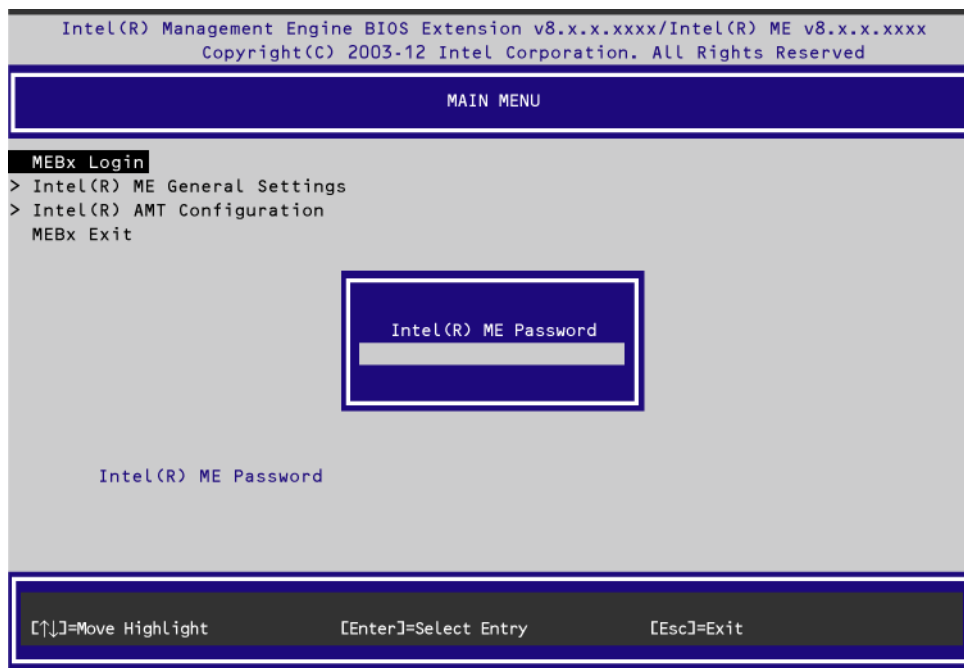 Intel(R) Management Engine BIOS Extension v8.x.x.xxxx/Intel(R) ME v8.x.x.xxxx
Copyright(C) 2003-12 Intel Corporation. All Rights Reserved
MAIN MENU
MEBx Login
> Intel(R) ME General Settings
> Intel(R) AMT Configuration
MEBx Exit
Intel(R) ME Password
Intel(R) ME Password
[↑↓]=Move Highlight [Enter]=Select Entry [Esc]=Exit